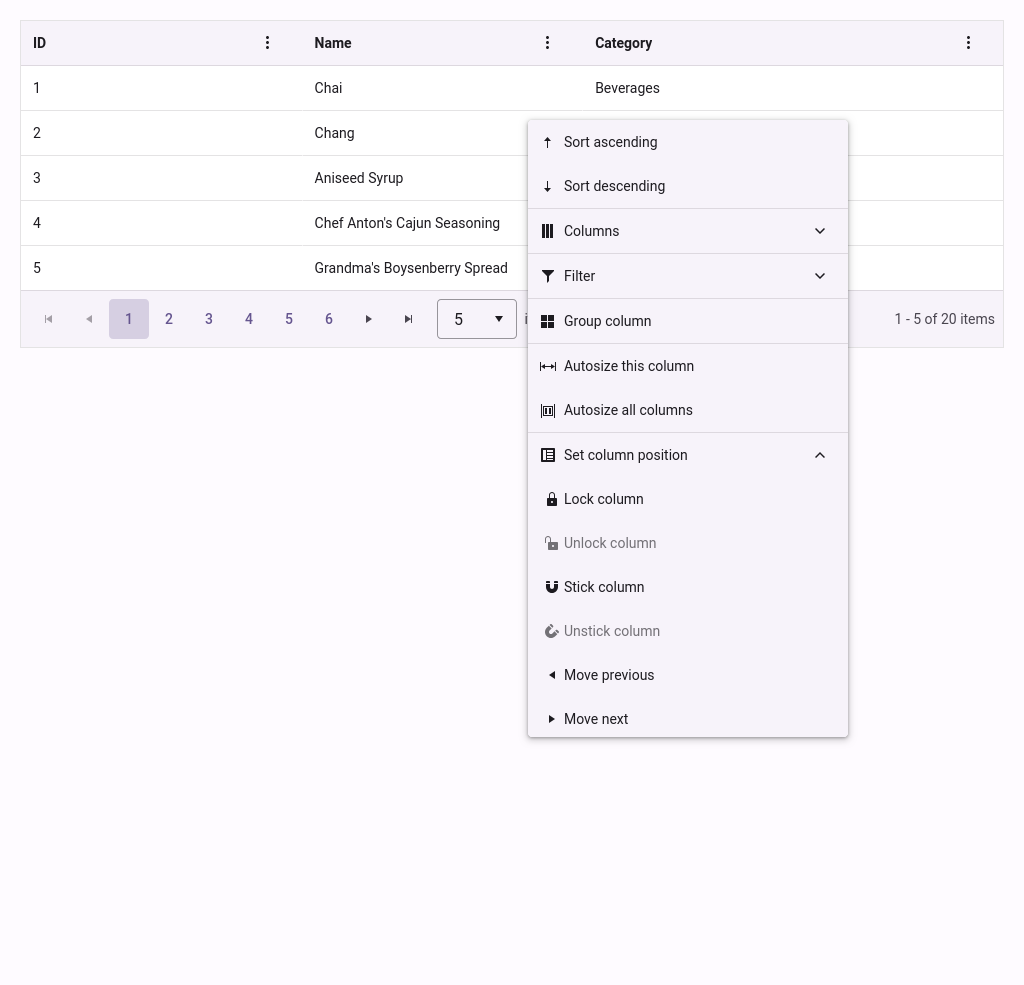 ID Name Category
1 Chai Beverages
2 Chang
3 Aniseed Syrup
4 Chef Anton's Cajun Seasoning
5 Grandma's Boysenberry Spread
1 2 3 4 5 6 5 1 - 5 of 20 items
Sort ascending
Sort descending
Columns
Filter
Group column
Autosize this column
Autosize all columns
Set column position
Lock column
Unlock column
Stick column
Unstick column
Move previous
Move next